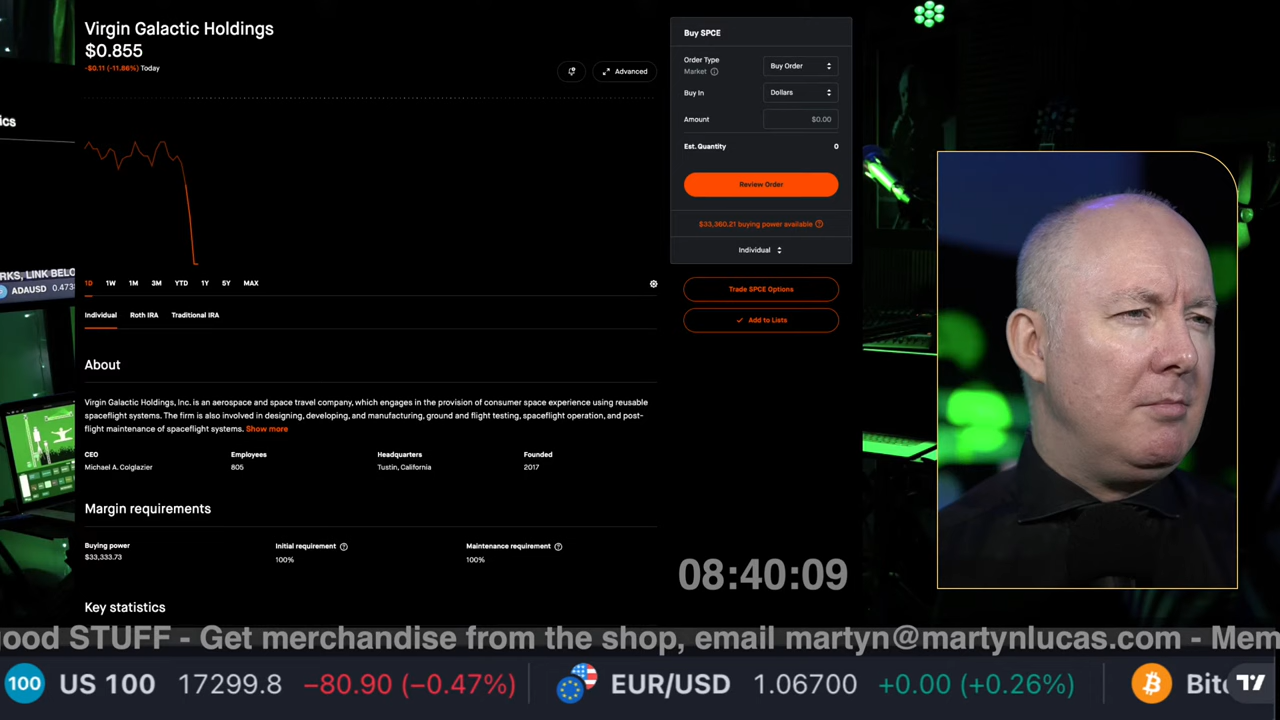 Virgin Galactic Holdings
$0.855
-$0.11 (-11.86%) Today
Advanced
1D 1W 1M 3M YTD 1Y 5Y MAX
Individual Roth IRA Traditional IRA
About
Virgin Galactic Holdings, Inc. is an aerospace and space travel company, which engages in the provision of consumer space experience using reusable
spaceflight systems. The firm is also involved in designing, developing, and manufacturing, ground and flight testing, spaceflight operation, and post-
flight maintenance of spaceflight systems. Show more
CEO Employees Headquarters Founded
Michael A. Colglazier 805 Tustin, California 2017
Margin requirements
Buying power Initial requirement Maintenance requirement
$33,333.73 100% 100%
Key statistics
Buy SPCE
Order Type
Market
Buy Order
Buy In Dollars
Amount $0.00
Est. Quantity 0
Review Order
$33,360.21 buying power available
Individual
Trade SPCE Options
Add to Lists
ics
RKS, LINK BELO
ADAUSD 0.473
08:40:09
good STUFF - Get merchandise from the shop, email martyn@martynlucas.com - Mem
100 US 100 17299.8 −80.90 (−0.47%) EUR/USD 1.06700 +0.00 (+0.26%) Bitc